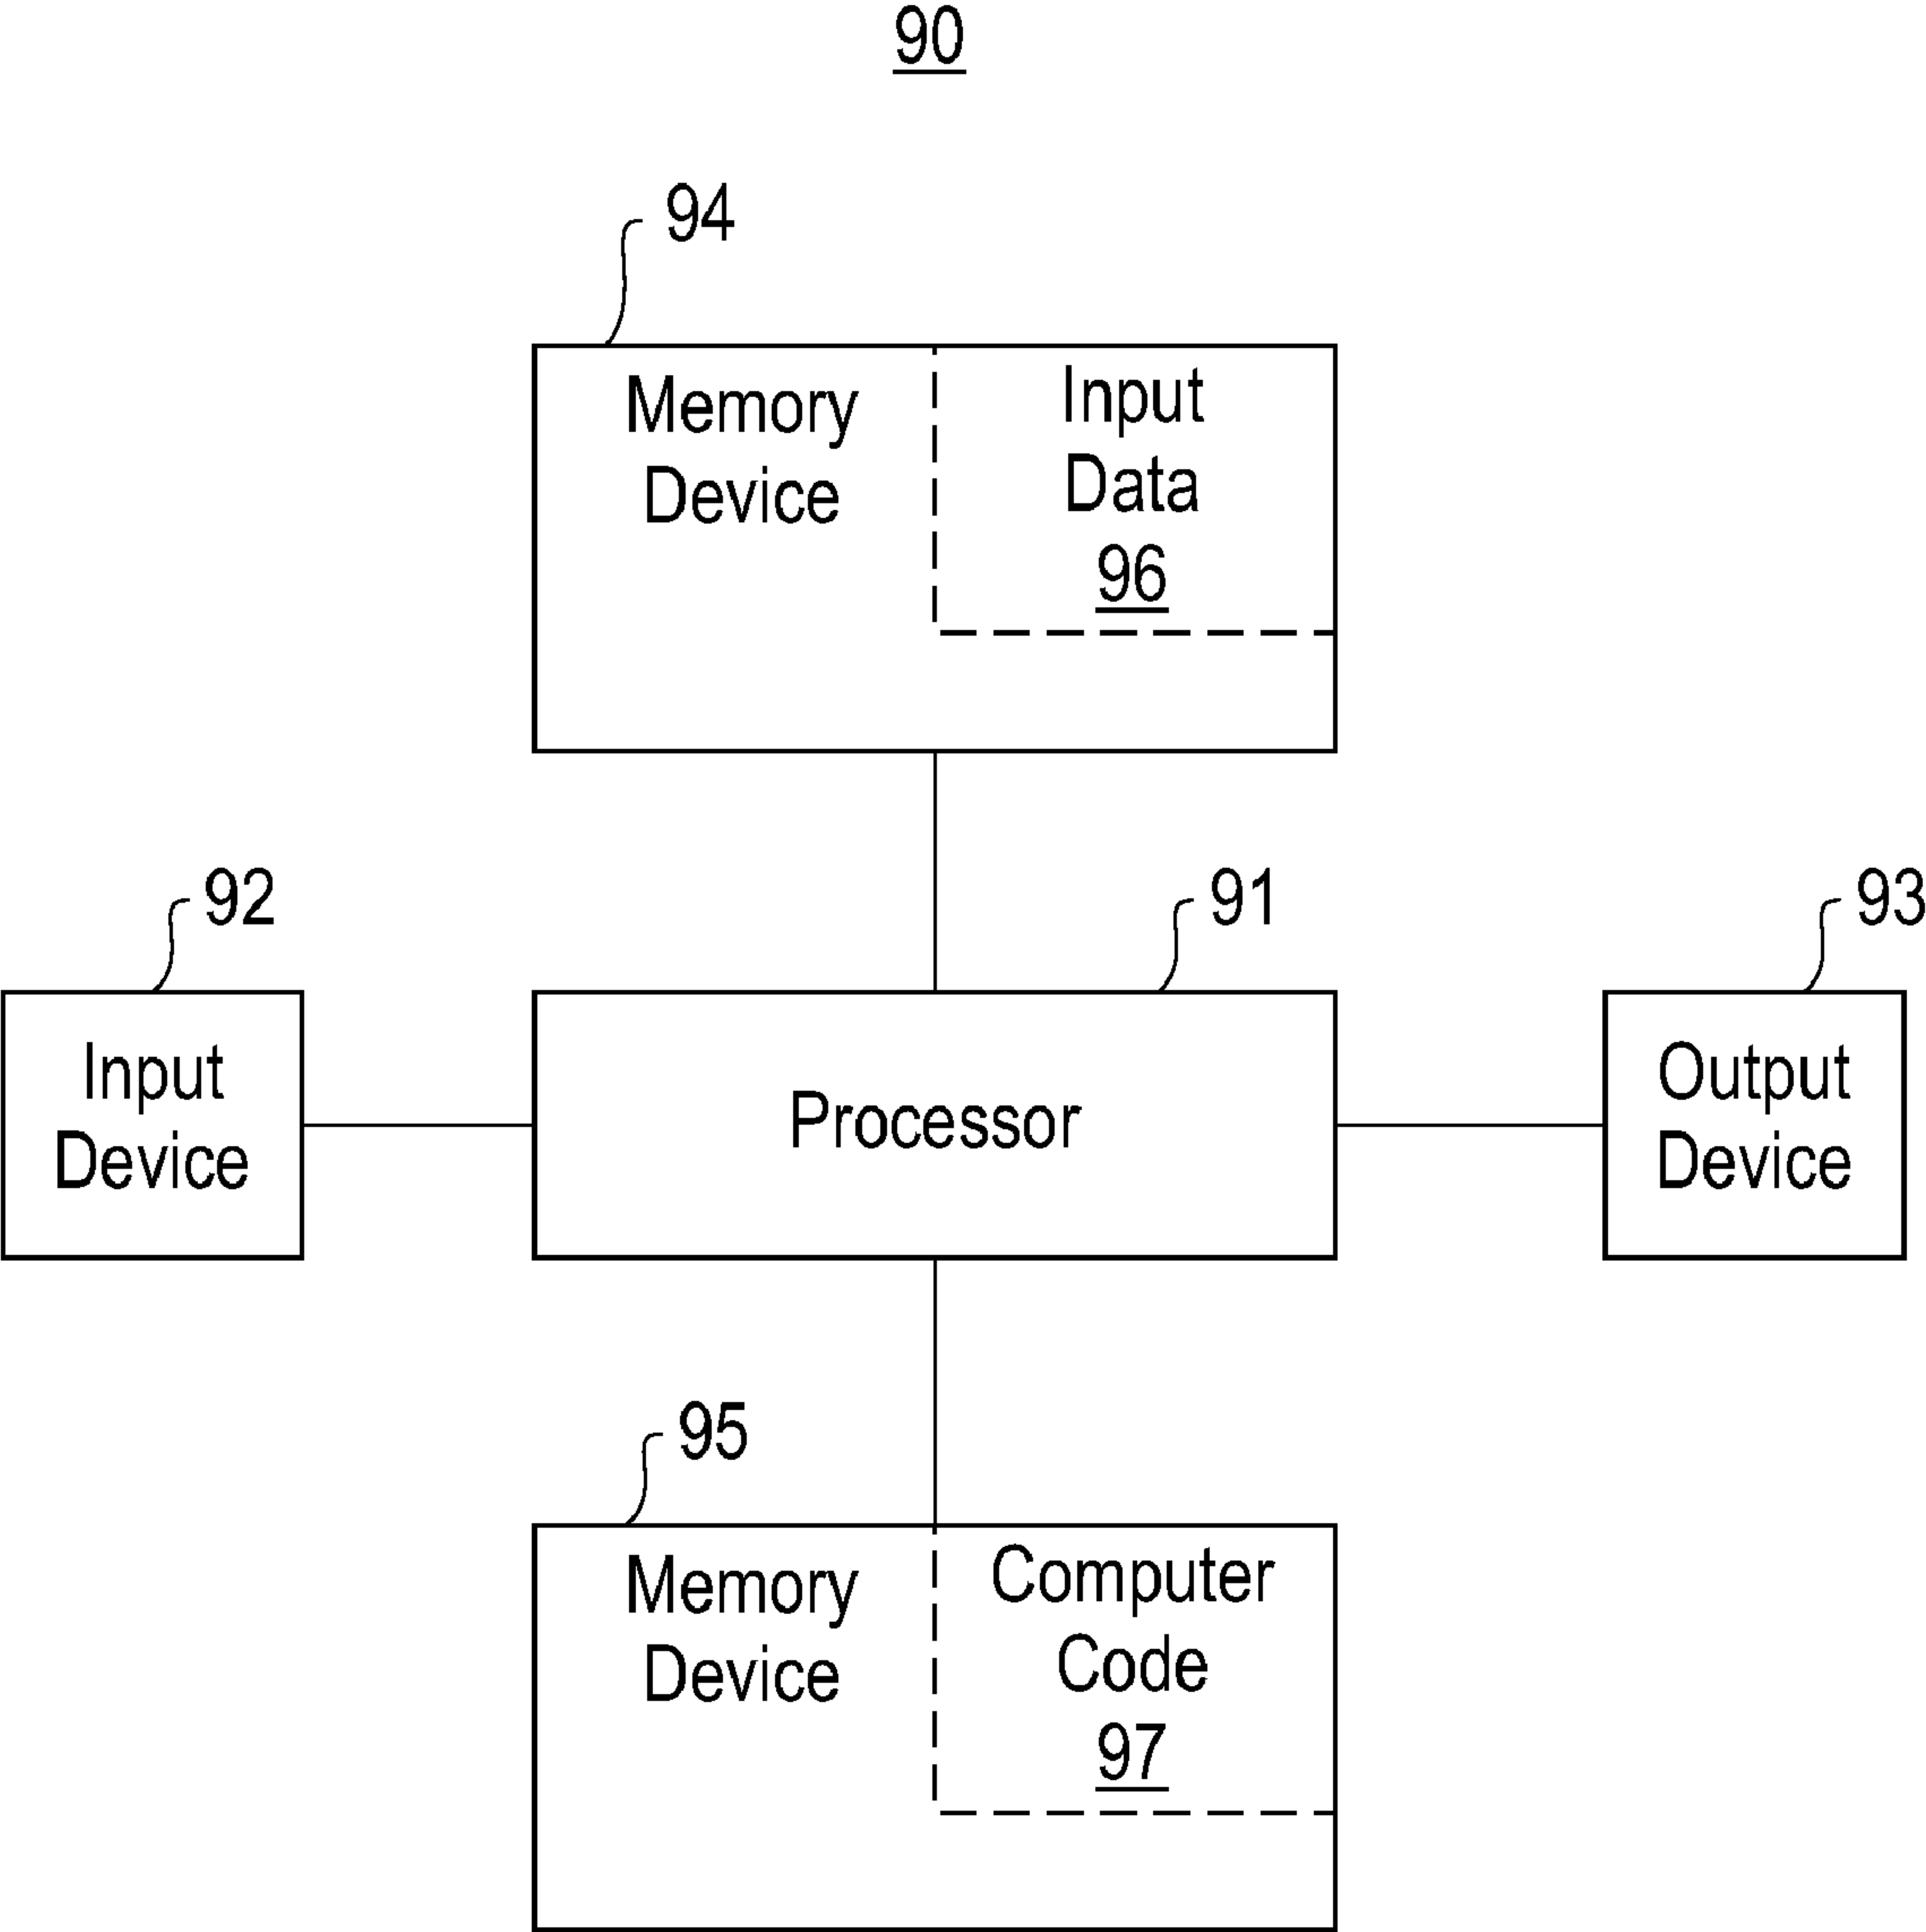 90
94
Memory
Device
Input
Data
96
92
91
93
Input
Device
Processor
Output
Device
95
Memory
Device
Computer
Code
97